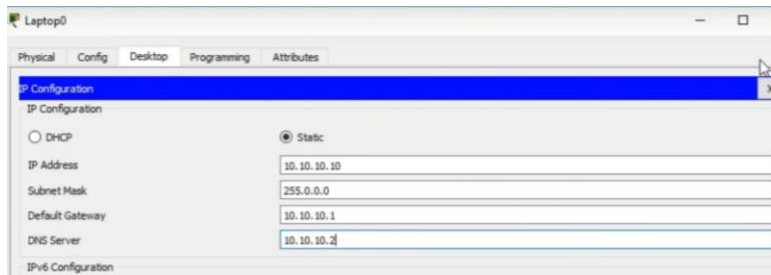 Laptop0
Physical Config Desktop Programming Attributes
IP Configuration
IP Configuration
DHCP Static
IP Address 10.10.10.10
Subnet Mask 255.0.0.0
Default Gateway 10.10.10.1
DNS Server 10.10.10.2
IPv6 Configuration